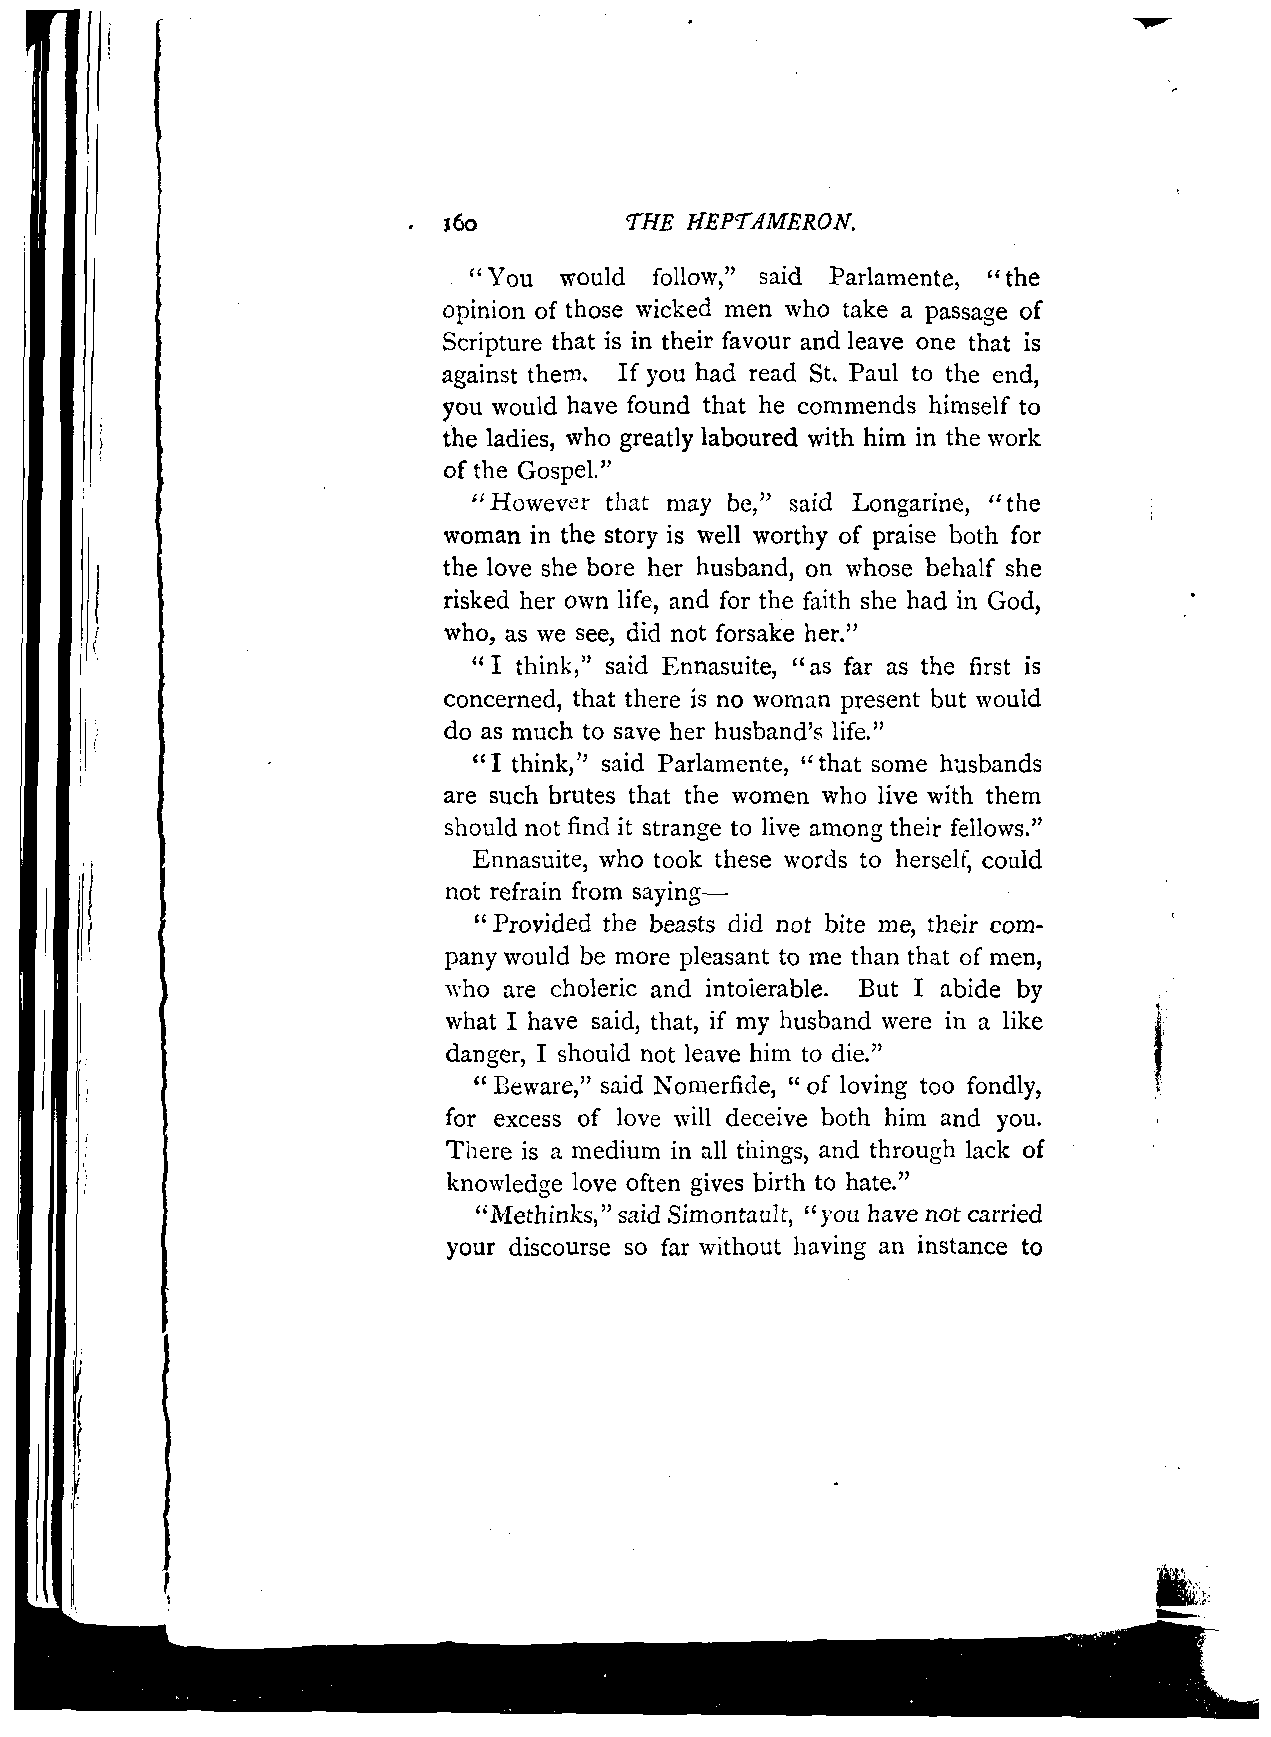 160 THE HEPTAMERON.
“You would follow,” said Parlamente, “the
opinion of those wicked men who take a passage of
Scripture that is in their favour and leave one that is
against them. If you had read St. Paul to the end,
you would have found that he commends himself to
the ladies, who greatly laboured with him in the work
of the Gospel.”
“However that may be,” said Longarine, “the
woman in the story is well worthy of praise both for
the love she bore her husband, on whose behalf she
risked her own life, and for the faith she had in God,
who, as we see, did not forsake her.”
“I think,” said Ennasuite, “as far as the first is
concerned, that there is no woman present but would
do as much to save her husband’s life.”
“I think,” said Parlamente, “that some husbands
are such brutes that the women who live with them
should not find it strange to live among their fellows.”
Ennasuite, who took these words to herself, could
not refrain from saying—
“Provided the beasts did not bite me, their com-
pany would be more pleasant to me than that of men,
who are choleric and intolerable. But I abide by
what I have said, that, if my husband were in a like
danger, I should not leave him to die.”
“Beware,” said Nomerfide, “of loving too fondly,
for excess of love will deceive both him and you.
There is a medium in all things, and through lack of
knowledge love often gives birth to hate.”
“Methinks,” said Simontault, “you have not carried
your discourse so far without having an instance to